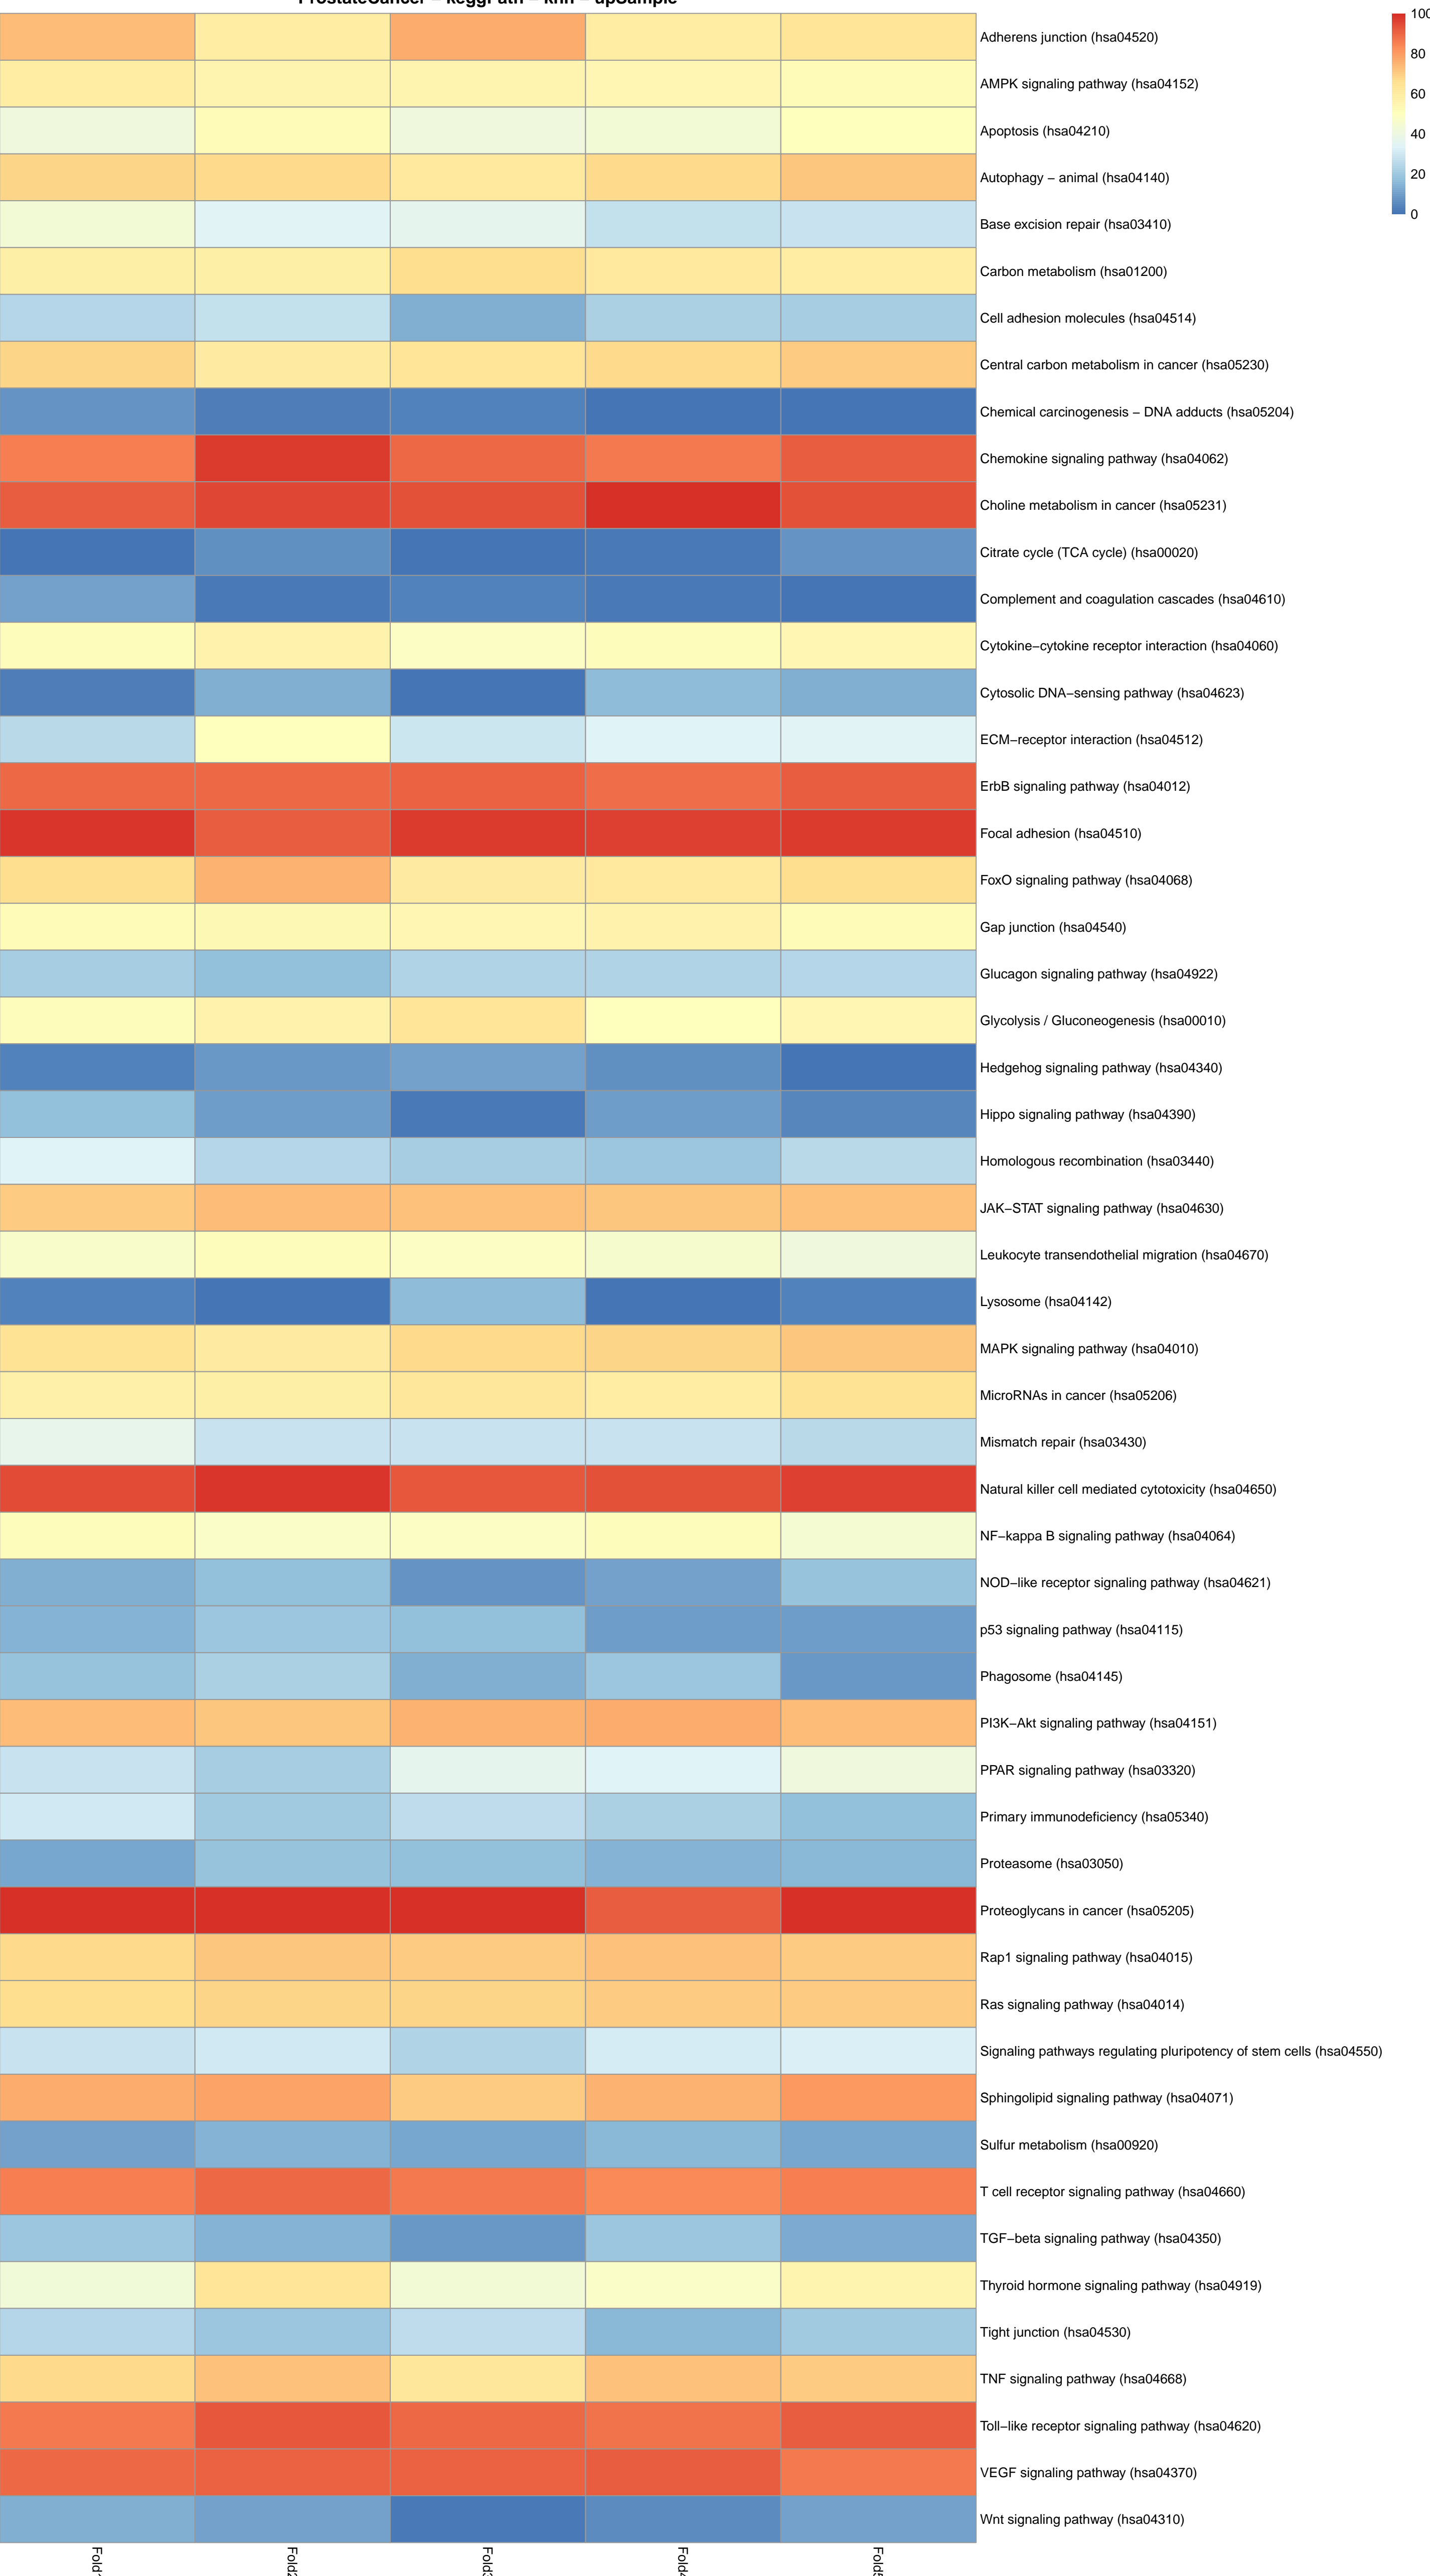 ProstateCancer – keggPath – knn – upSample
Adherens junction (hsa04520)
AMPK signaling pathway (hsa04152)
Apoptosis (hsa04210)
Autophagy – animal (hsa04140)
Base excision repair (hsa03410)
Carbon metabolism (hsa01200)
Cell adhesion molecules (hsa04514)
Central carbon metabolism in cancer (hsa05230)
Chemical carcinogenesis – DNA adducts (hsa05204)
Chemokine signaling pathway (hsa04062)
Choline metabolism in cancer (hsa05231)
Citrate cycle (TCA cycle) (hsa00020)
Complement and coagulation cascades (hsa04610)
Cytokine–cytokine receptor interaction (hsa04060)
Cytosolic DNA–sensing pathway (hsa04623)
ECM–receptor interaction (hsa04512)
ErbB signaling pathway (hsa04012)
Focal adhesion (hsa04510)
FoxO signaling pathway (hsa04068)
Gap junction (hsa04540)
Glucagon signaling pathway (hsa04922)
Glycolysis / Gluconeogenesis (hsa00010)
Hedgehog signaling pathway (hsa04340)
Hippo signaling pathway (hsa04390)
Homologous recombination (hsa03440)
JAK–STAT signaling pathway (hsa04630)
Leukocyte transendothelial migration (hsa04670)
Lysosome (hsa04142)
MAPK signaling pathway (hsa04010)
MicroRNAs in cancer (hsa05206)
Mismatch repair (hsa03430)
Natural killer cell mediated cytotoxicity (hsa04650)
NF–kappa B signaling pathway (hsa04064)
NOD–like receptor signaling pathway (hsa04621)
p53 signaling pathway (hsa04115)
Phagosome (hsa04145)
PI3K–Akt signaling pathway (hsa04151)
PPAR signaling pathway (hsa03320)
Primary immunodeficiency (hsa05340)
Proteasome (hsa03050)
Proteoglycans in cancer (hsa05205)
Rap1 signaling pathway (hsa04015)
Ras signaling pathway (hsa04014)
Signaling pathways regulating pluripotency of stem cells (hsa04550)
Sphingolipid signaling pathway (hsa04071)
Sulfur metabolism (hsa00920)
T cell receptor signaling pathway (hsa04660)
TGF–beta signaling pathway (hsa04350)
Thyroid hormone signaling pathway (hsa04919)
Tight junction (hsa04530)
TNF signaling pathway (hsa04668)
Toll–like receptor signaling pathway (hsa04620)
VEGF signaling pathway (hsa04370)
Wnt signaling pathway (hsa04310)
100
80
60
40
20
0
Fold1
Fold2
Fold3
Fold4
Fold5